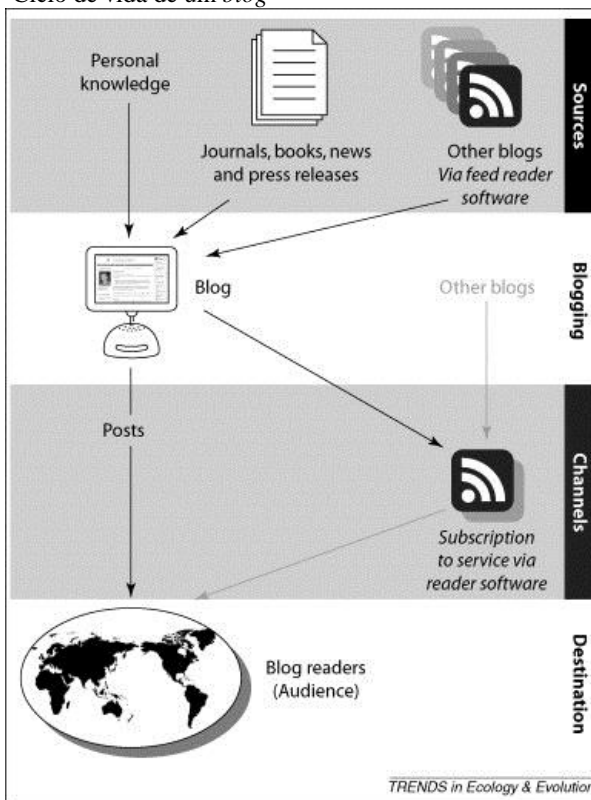 Ciclo de vida de um blog
Personal
knowledge
Journals, books, news
and press releases
Other blogs
Via feed reader
software
Sources
Blog
Other blogs
Blogging
Posts
Subscription
to service via
reader software
Channels
Blog readers
(Audience)
Destination
TRENDS in Ecology & Evolution